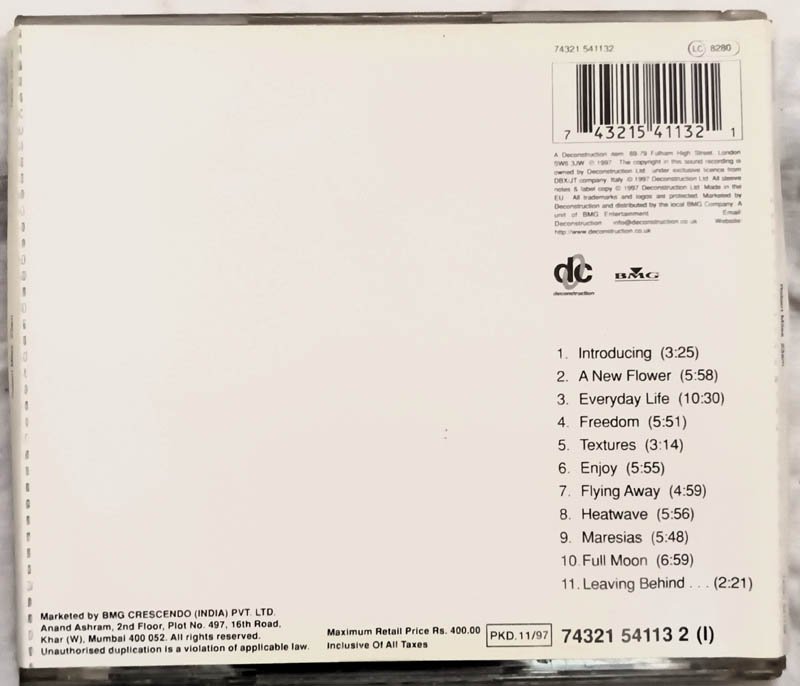 74321 541132
LC 8280
7 43215 41132 1
A Deconstruction item 69-79 Fulham High Street, London
SW6 3JW ℗ 1997 The copyright in this sound recording is
owned by Deconstruction Ltd. under exclusive licence from
DBX-JT company, Italy. © 1997 Deconstruction Ltd. All sleeve
notes & label copy © 1997 Deconstruction Ltd. Made in the
EU. All trademarks and logos are protected. Marketed by
Deconstruction and distributed by the local BMG Company. A
unit of BMG Entertainment. Email
Deconstruction info@deconstruction.co.uk Website:
http://www.deconstruction.co.uk
dc
deconstruction
BMG
1. Introducing (3:25)
2. A New Flower (5:58)
3. Everyday Life (10:30)
4. Freedom (5:51)
5. Textures (3:14)
6. Enjoy (5:55)
7. Flying Away (4:59)
8. Heatwave (5:56)
9. Maresias (5:48)
10. Full Moon (6:59)
11. Leaving Behind . . . (2:21)
Marketed by BMG CRESCENDO (INDIA) PVT. LTD.
Anand Ashram, 2nd Floor, Plot No. 497, 16th Road,
Khar (W), Mumbai 400 052. All rights reserved.
Unauthorised duplication is a violation of applicable law.
Maximum Retail Price Rs. 400.00
Inclusive Of All Taxes
PKD. 11/97
74321 54113 2 (I)
Robert Miles 23am